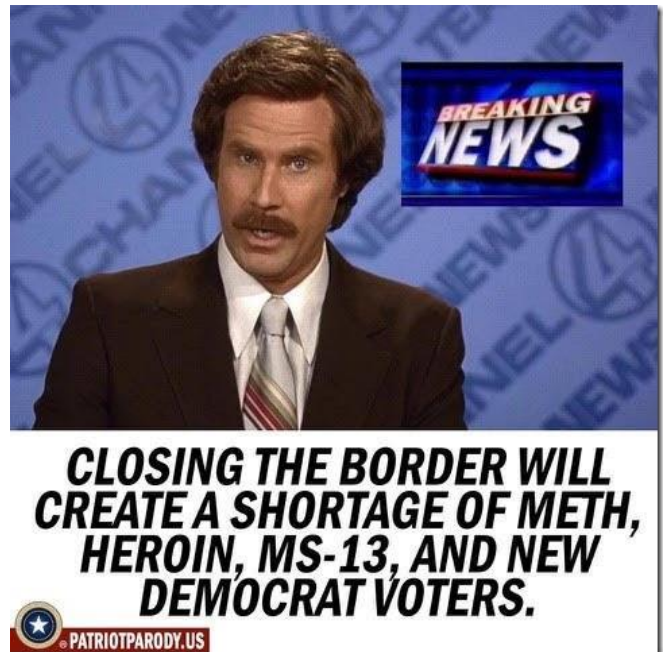 BREAKING
NEWS
CLOSING THE BORDER WILL
CREATE A SHORTAGE OF METH,
HEROIN, MS-13, AND NEW
DEMOCRAT VOTERS.
® PATRIOTPARODY.US